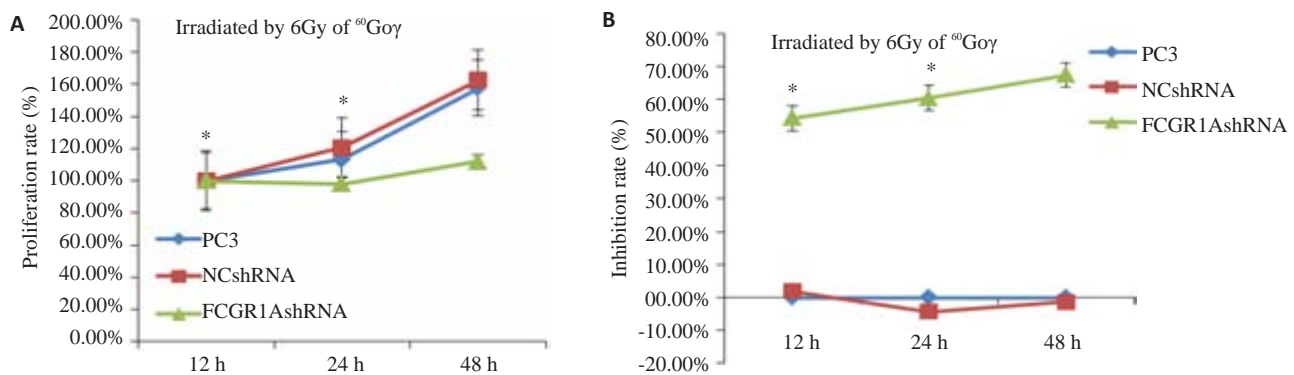 A
Irradiated by 6Gy of ⁶⁰Goγ
Proliferation rate (%)
200.00%
180.00%
160.00%
140.00%
120.00%
100.00%
80.00%
60.00%
40.00%
20.00%
0.00%
*
*
PC3
NCshRNA
FCGR1AshRNA
12 h
24 h
48 h
B
Irradiated by 6Gy of ⁶⁰Goγ
Inhibition rate (%)
80.00%
70.00%
60.00%
50.00%
40.00%
30.00%
20.00%
10.00%
00.00%
-10.00%
-20.00%
*
*
12 h
24 h
48 h
PC3
NCshRNA
FCGR1AshRNA